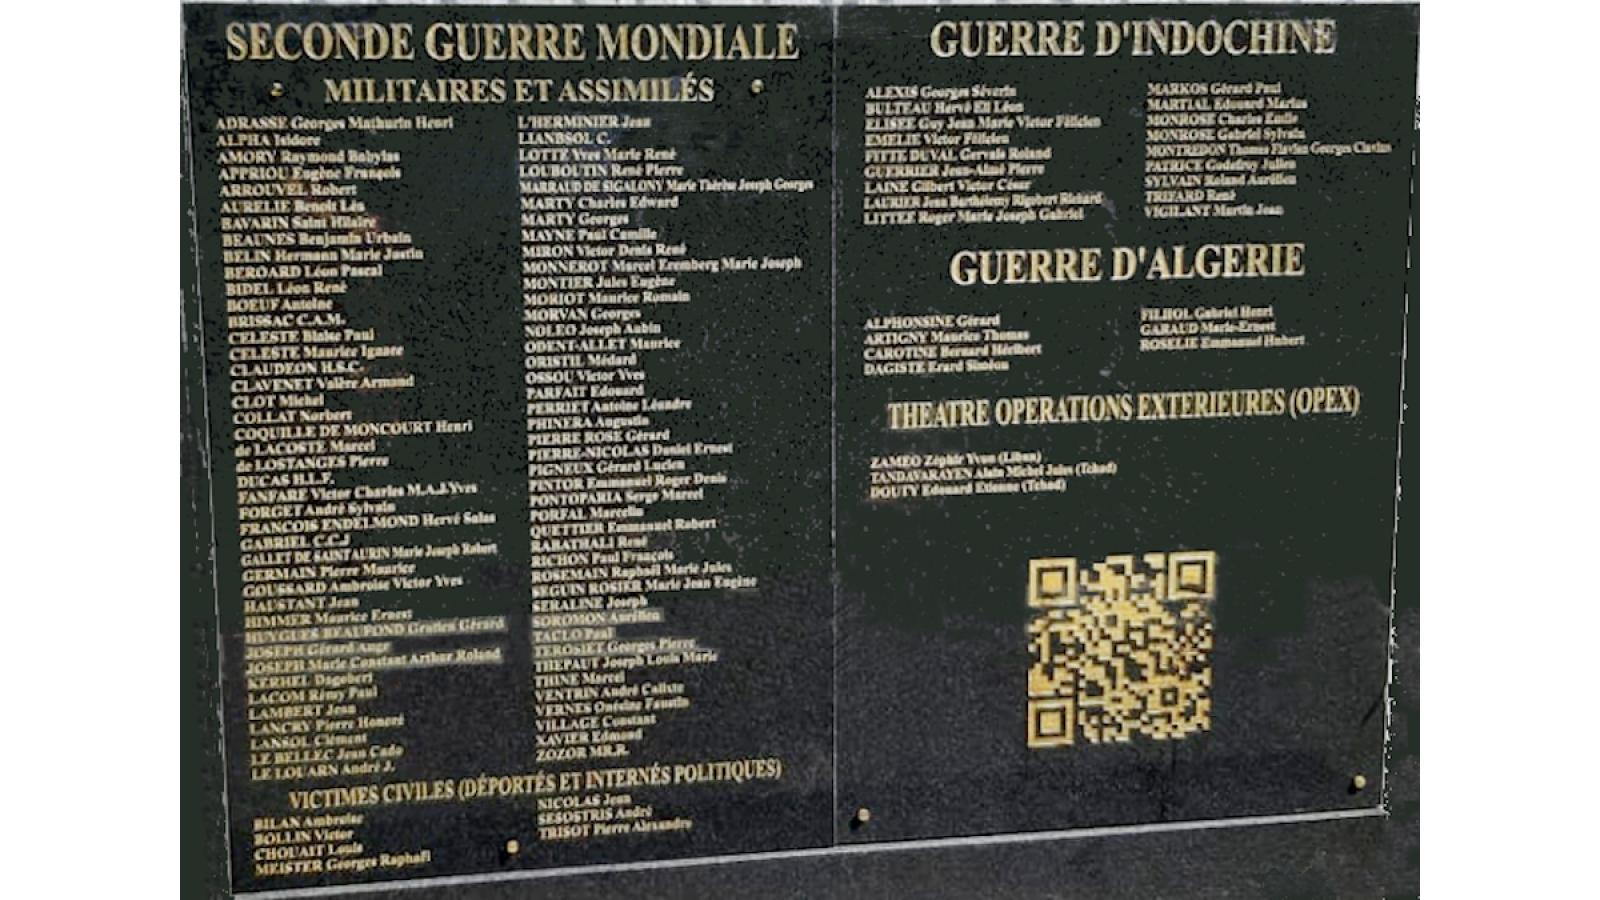 SECONDE GUERRE MONDIALE
MILITAIRES ET ASSIMILÉS
ADRASSE Georges Mathurin Henri
ALPHA Isidore
AMORY Raymond Babylas
APPRIOU Eugène François
ARROUVEL Robert
AURELIE Benoit Léa
BAVARIN Saint Hilaire
BEAUNES Benjamin Urbain
BELIN Hermann Marie Justin
BEROARD Léon Pascal
BIDEL Léon René
BOEUF Antoine
BRISSAC C.A.M.
CELESTE Blaise Paul
CELESTE Maurice Ignace
CLAUDEON H.S.C.
CLAVENET Valère Armand
CLOT Michel
COLLAT Norbert
COQUILLE DE MONCOURT Henri
de LACOSTE Marcel
de LOSTANGES Pierre
DUCAS H.L.F.
FANFARE Victor Charles M.A.J.Yves
FORGET André Sylvain
FRANCOIS ENDELMOND Hervé Salas
GABRIEL C.C.J
GALLET DE SAINT AURIN Marie Joseph Robert
GERMAIN Pierre Maurice
GOUSSARD Ambroise Victor Yves
HAUSTANT Jean
HIMMER Maurice Ernest
HUYGUES BEAUFOND Gratien Gérard
JOSEPH Gérard Ange
JOSEPH Marie Constant Arthur Roland
KERHEL Dagobert
LACOM Rémy Paul
LAMBERT Jean
LANCRY Pierre Honoré
LANSOL Clément
LE BELLEC Jean Cado
LE LOUARN André J.
L'HERMINIER Jean
LIANBSOL C.
LOTTE Yves Marie René
LOUBOUTIN René Pierre
MARRAUD DE SIGALONY Marie Thérèse Joseph Georges
MARTY Charles Edward
MARTY Georges
MAYNE Paul Camille
MIRON Victor Denis René
MONNEROT Marcel Eremberg Marie Joseph
MONTIER Jules Eugène
MORIOT Maurice Romain
MORVAN Georges
NOLEO Joseph Aubin
ODENT-ALLET Maurice
ORISTIL Médard
OSSOU Victor Yves
PARFAIT Edouard
PERRIET Antoine Léandre
PHINERA Augustin
PIERRE ROSE Gérard
PIERRE-NICOLAS Daniel Ernest
PIGNEUX Gérard Lucien
PINTOR Emmanuel Roger Denis
PONTOPARIA Serge Marcel
PORFAL Marcelin
QUETTIER Emmanuel Robert
RABATHALI René
RICHON Paul François
ROSEMAIN Raphaël Marie Jules
SEGUIN ROSIER Marie Jean Eugène
SERALINE Joseph
SOROMON Aurélien
TACLO Paul
TEROSIET Georges Pierre
THEPAUT Joseph Louis Marie
THINE Marcel
VENTRIN André Calixte
VERNES Onésime Faustin
VILLAGE Constant
XAVIER Edmond
ZOZOR MR.R.
VICTIMES CIVILES (DÉPORTÉS ET INTERNÉS POLITIQUES)
BILAN Ambroise
BOLLIN Victor
CHOUAIT Louis
MEISTER Georges Raphaël
NICOLAS Jean
SESOSTRIS André
TRISOT Pierre Alexandre
GUERRE D'INDOCHINE
ALEXIS Georges Séverin
BULTEAU Hervé Eli Léon
ELISEE Guy Jean Marie Victor Félicien
EMELIE Victor Félicien
FITTE DUVAL Gervais Roland
GUERRIER Jean-Aimé Pierre
LAINE Gilbert Victor César
LAURIER Jean Barthélemy Rigobert Richard
LITTEE Roger Marie Joseph Gabriel
MARKOS Gérard Paul
MARTIAL Edouard Marius
MONROSE Charles Emile
MONROSE Gabriel Sylvain
MONTREDON Thomas Flavien Georges
PATRICE Godefroy Julien
SYLVAIN Roland Aurélien
TRIFARD René
VIGILANT Martin Jean
GUERRE D'ALGERIE
ALPHONSINE Gérard
ARTIGNY Maurice Thomas
CAROTINE Bernard Héribert
DAGISTE Erard Siméon
FILHOL Gabriel Henri
GARAUD Marie-Ernest
ROSELIE Emmanuel Hubert
THEATRE OPERATIONS EXTERIEURES (OPEX)
ZAMEO Zéphir Yvon (Liban)
TANDAVARAYEN Alain Michel Jules (Tchad)
DOUTY Edouard Etienne (Tchad)